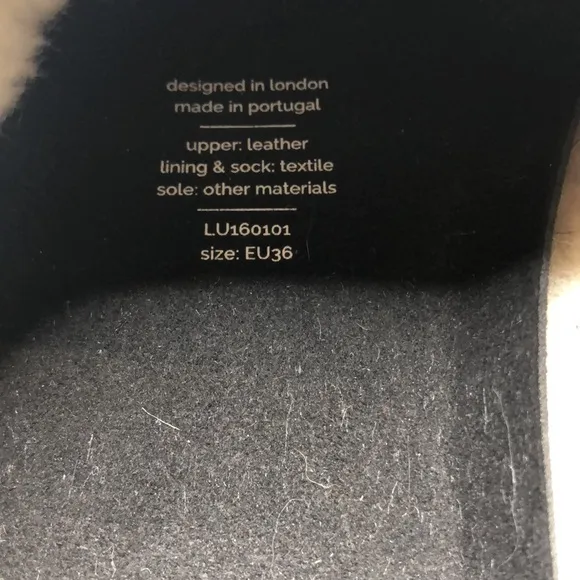 designed in london
made in portugal
upper: leather
lining & sock: textile
sole: other materials
LU160101
size: EU36